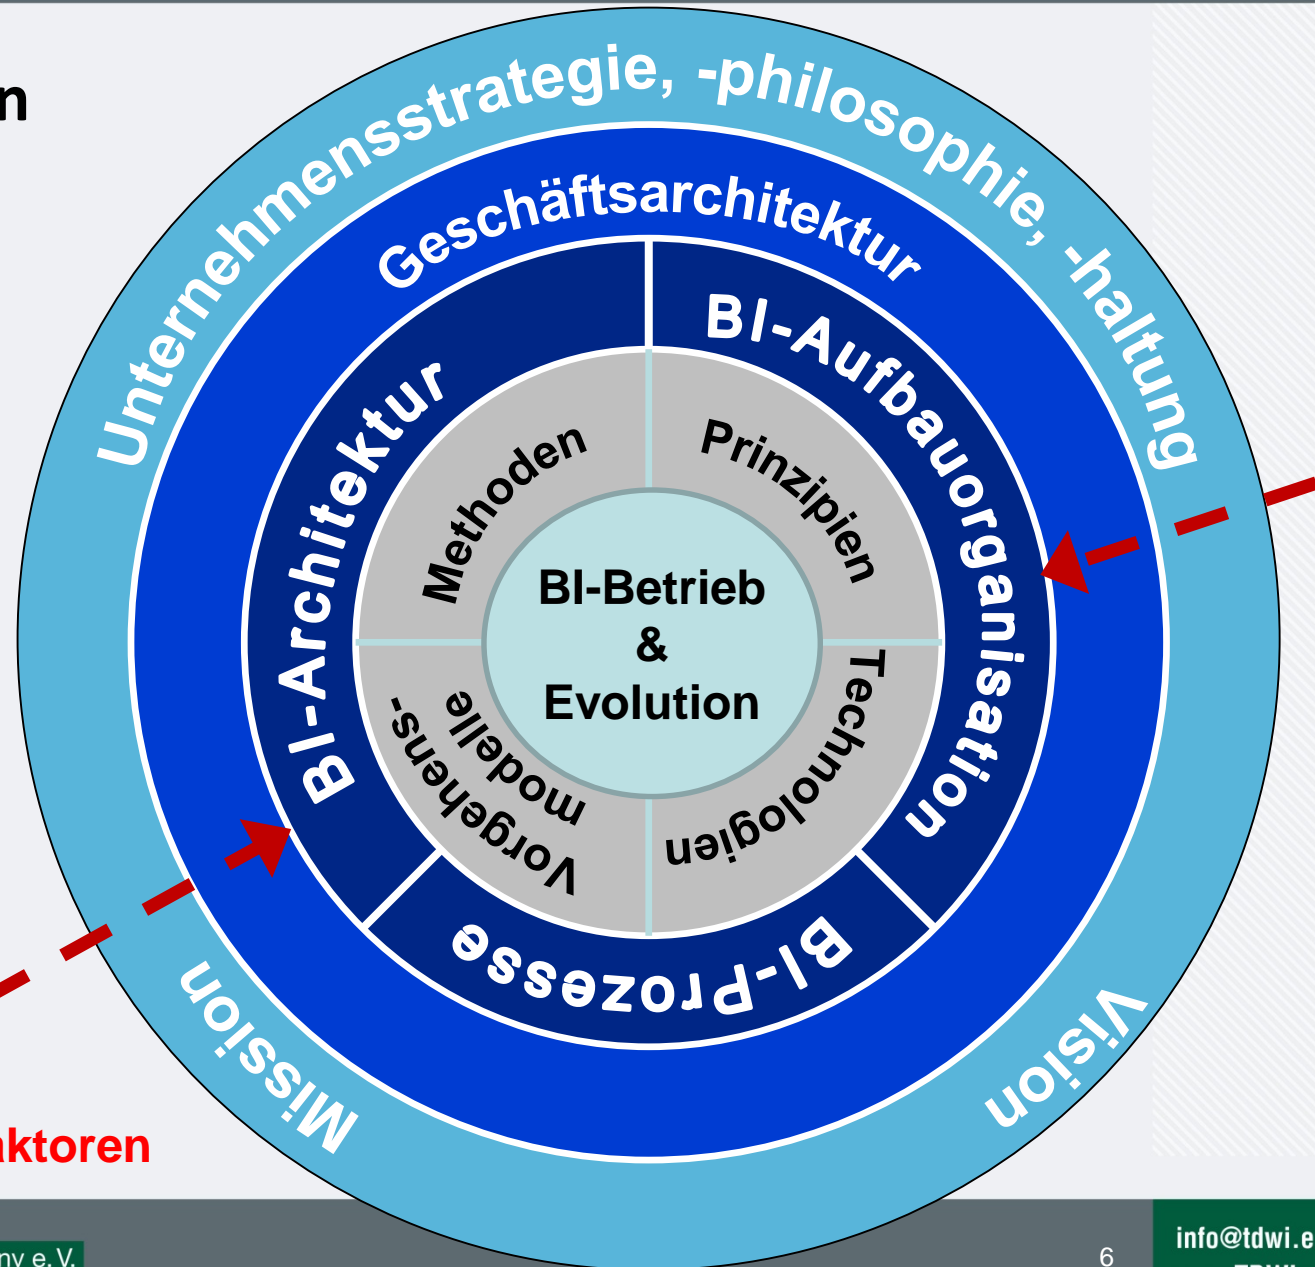 n
Unternehmensstrategie, -philosophie, -haltung
Geschäftsarchitektur
BI-Architektur
BI-Aufbauorganisation
BI-Prozesse
Methoden
Prinzipien
Vorgehens-
modelle
Technologien
BI-Betrieb
&
Evolution
Mission
Vision
aktoren
ny e.V.
6
info@tdwi.e